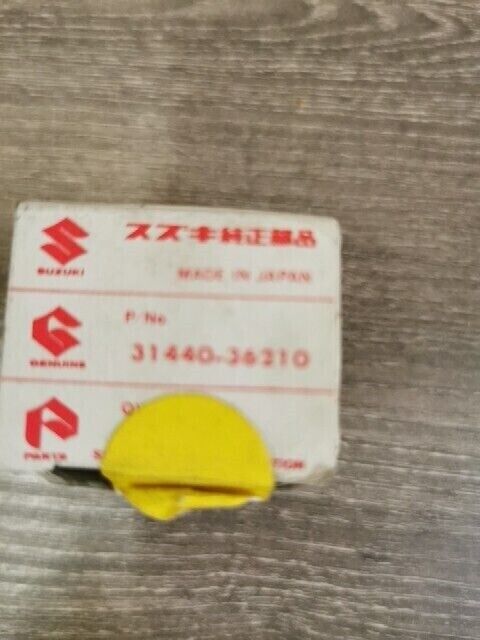 スズキ純正部品
SUZUKI
MADE IN JAPAN
P/No
GENUINE
31440-36210
PARTS